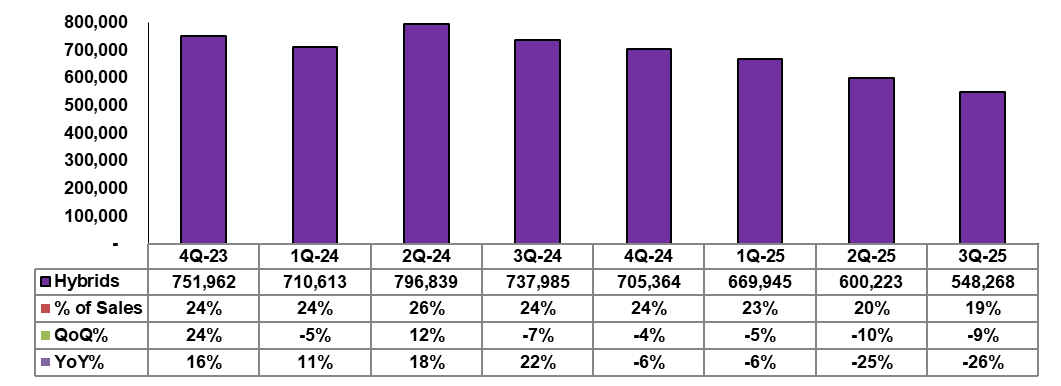 800,000
700,000
600,000
500,000
400,000
300,000
200,000
100,000
-
4Q-23 1Q-24 2Q-24 3Q-24 4Q-24 1Q-25 2Q-25 3Q-25
Hybrids 751,962 710,613 796,839 737,985 705,364 669,945 600,223 548,268
% of Sales 24% 24% 26% 24% 24% 23% 20% 19%
QoQ% 24% -5% 12% -7% -4% -5% -10% -9%
YoY% 16% 11% 18% 22% -6% -6% -25% -26%